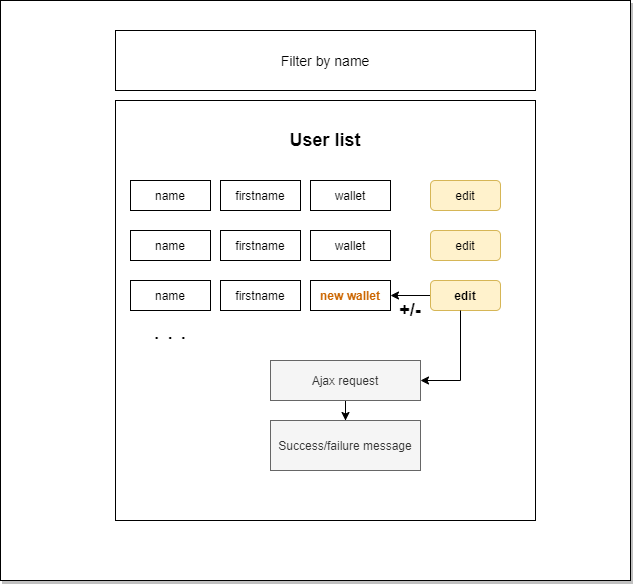 Filter by name
User list
name firstname wallet edit
name firstname wallet edit
name firstname new wallet edit
+/-
. . .
Ajax request
Success/failure message